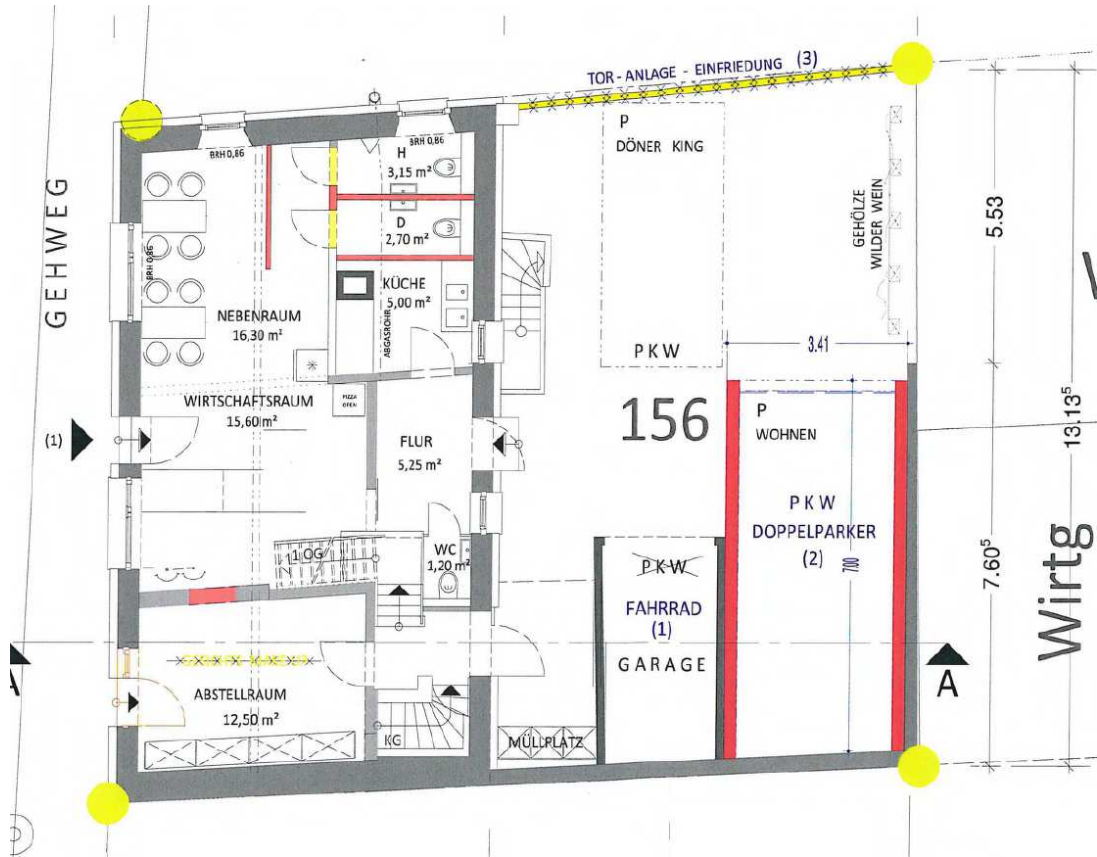 TOR - ANLAGE - EINFRIEDUNG (3)
BRH 0,86
BRH 0,86
H
3,15 m²
P
DÖNER KING
GEHWEG
D
2,70 m²
GEHÖLZE
WILDER WEIN
5.53
BRH 0,86
KÜCHE
5,00 m²
ABGASROHR
NEBENRAUM
16,30 m²
PKW
3.41
WIRTSCHAFTSRAUM
15,60 m²
PIZZA
OFEN
156
P
WOHNEN
13.13⁵
(1)
FLUR
5,25 m²
PKW
DOPPELPARKER
(2)
7.00
7.60⁵
1.OG
WC
1,20 m²
PKW
FAHRRAD
(1)
GARAGE
Wirtg
A
A
ABSTELLRAUM
12,50 m²
KG
MÜLLPLATZ